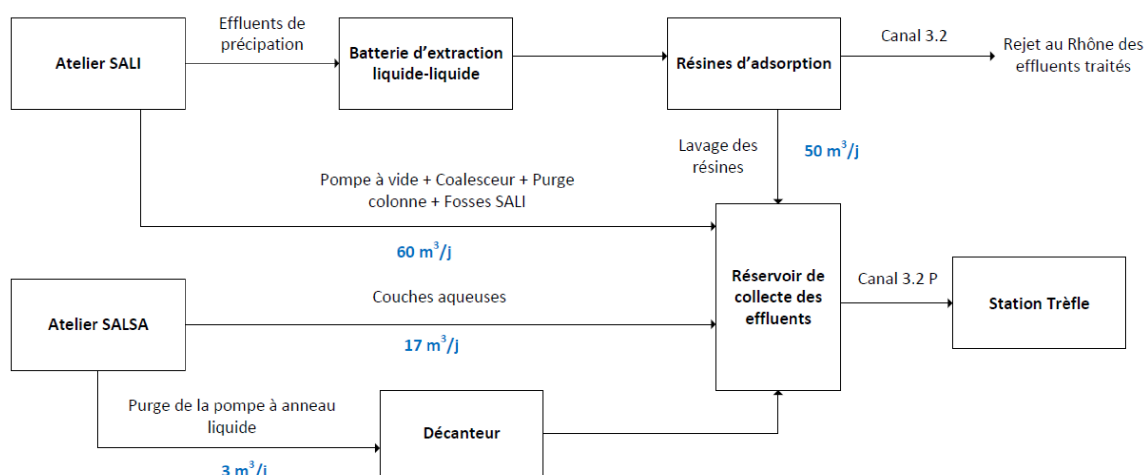 Effluents de
précipation
Atelier SALI
Batterie d'extraction
liquide-liquide
Résines d'adsorption
Canal 3.2
Rejet au Rhône des
effluents traités
Lavage des
résines
50 m³/j
Pompe à vide + Coalesceur + Purge
colonne + Fosses SALI
60 m³/j
Réservoir de
collecte des
effluents
Canal 3.2 P
Station Trèfle
Atelier SALSA
Couches aqueuses
17 m³/j
Purge de la pompe à anneau
liquide
3 m³/j
Décanteur